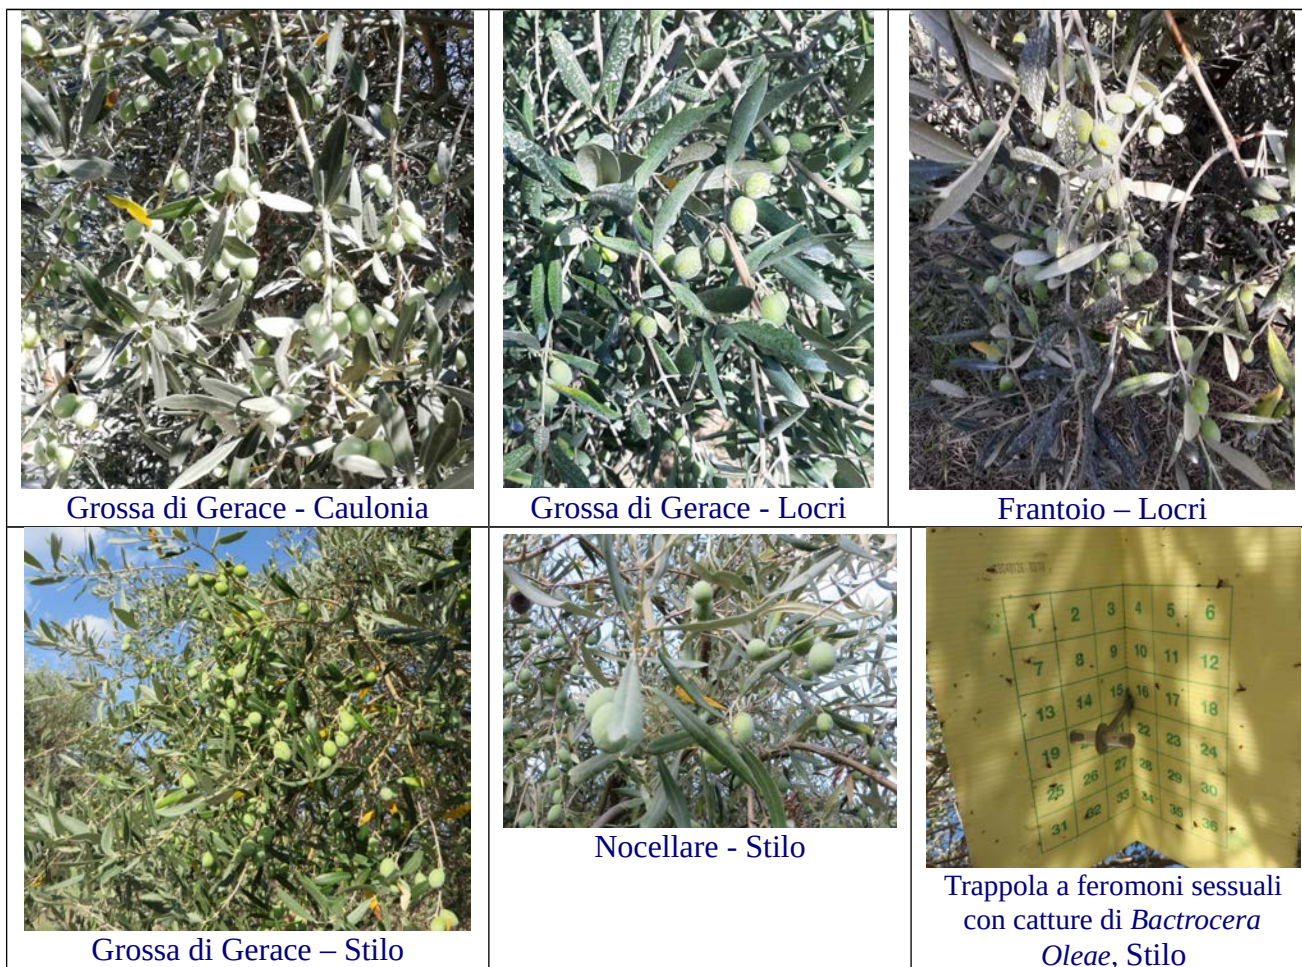 Grossa di Gerace - Caulonia
Grossa di Gerace - Locri
Frantoio – Locri
1 2 3 4 5 6
7 8 9 10 11 12
13 14 15 16 17 18
19 22 23 24
25 26 27 28 29 30
31 32 33 34 35 36
Grossa di Gerace – Stilo
Nocellare - Stilo
Trappola a feromoni sessuali
con catture di Bactrocera
Oleae, Stilo